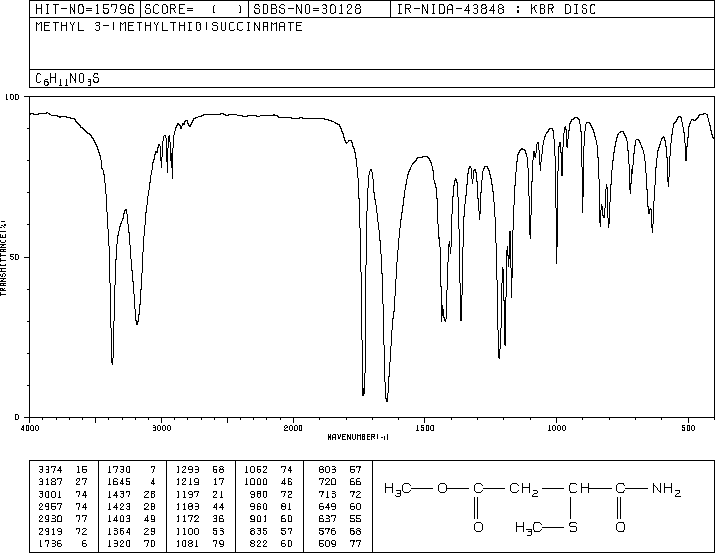 HIT-NO=15796 SCORE= ( ) SDBS-NO=30128 IR-NIDA-43848 : KBR DISC
METHYL 3-(METHYLTHIO)SUCCINAMATE
C6H11NO3S
100
50
0
TRANSMITTANCE(%)
4000 3000 2000 1500 1000 500
WAVENUMBER(-1)
3374 16 1730 7 1293 58 1052 74 803 57
3187 27 1645 4 1219 17 1000 46 720 66
3001 74 1437 28 1197 21 980 72 713 72
2957 74 1423 28 1183 44 960 81 649 60
2930 77 1403 49 1172 36 901 60 637 55
2919 72 1364 29 1100 53 835 57 576 58
1736 6 1320 70 1081 79 822 60 509 77
H3C O C CH2 CH C NH2
O H3C S O